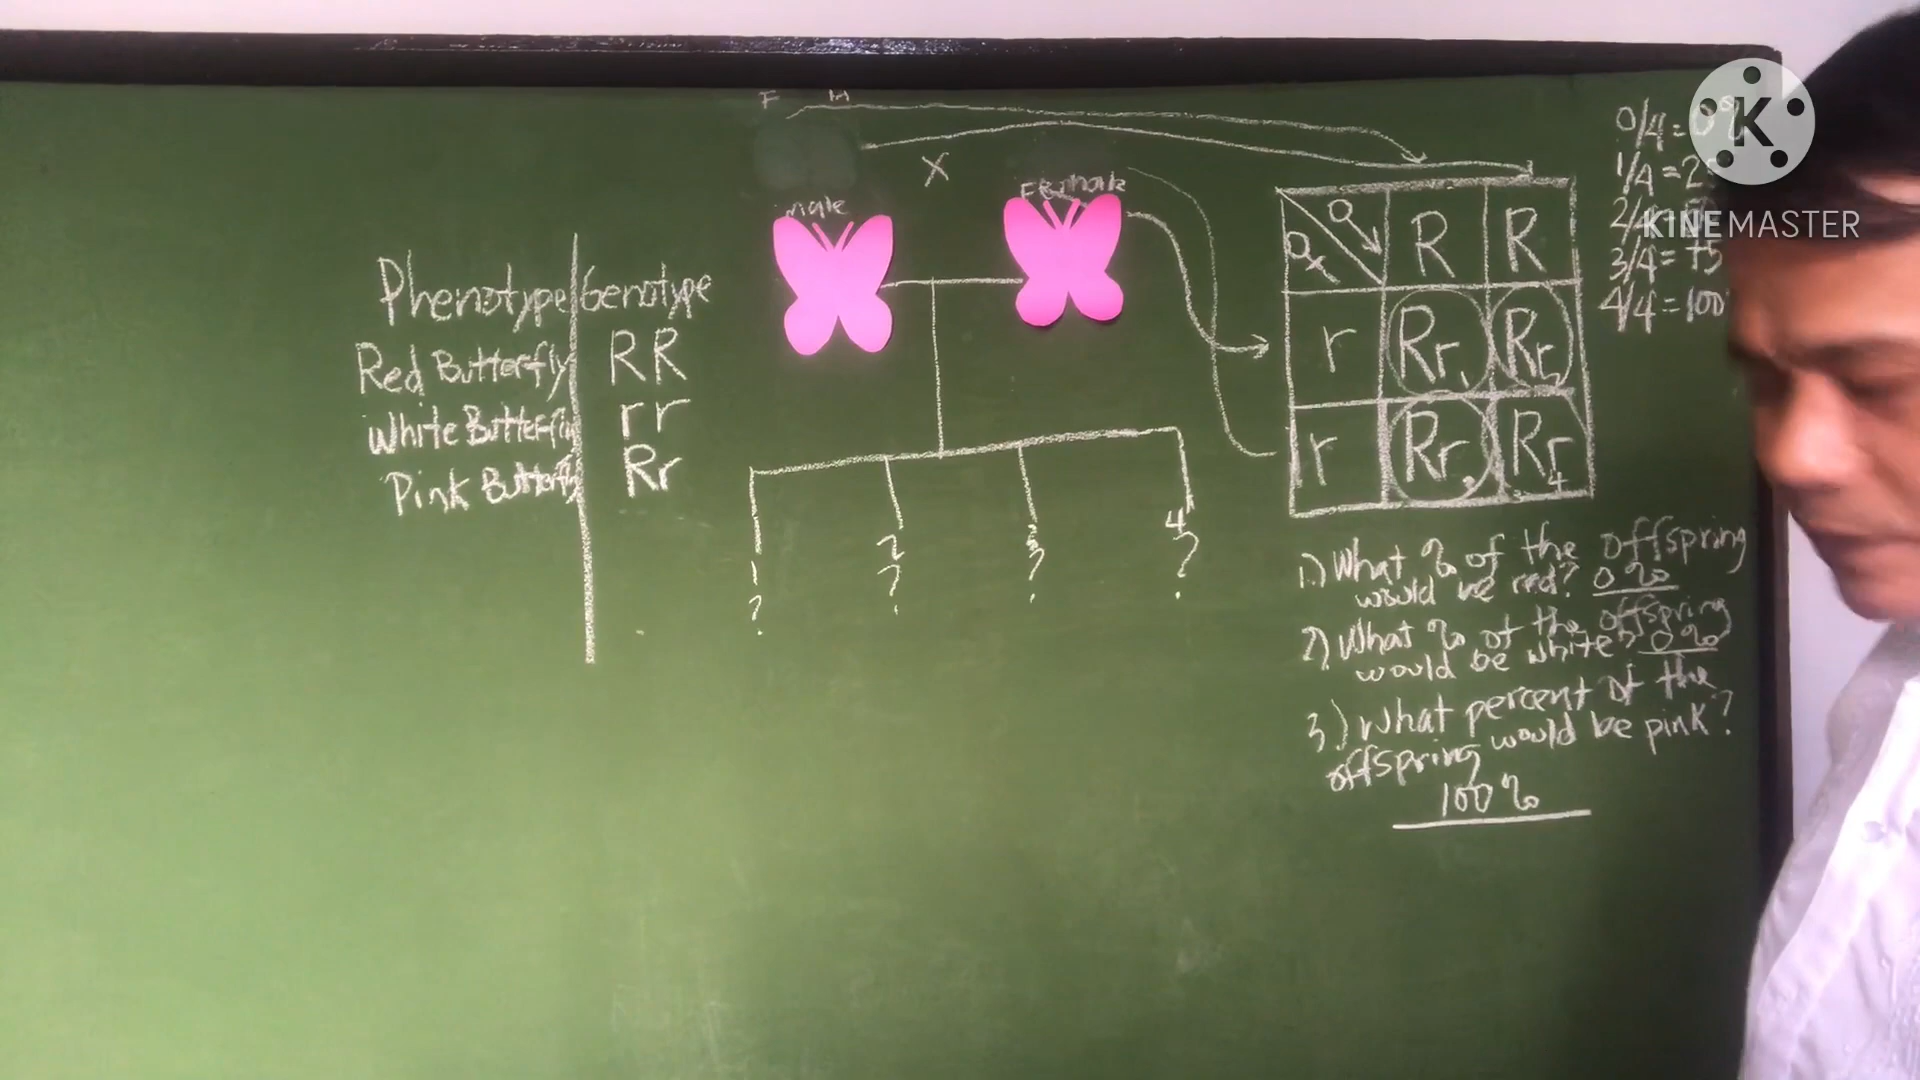 F
X
Male
Female
Phenotype Genotype
Red Butterfly RR
White Butterfly rr
Pink Butterfly Rr
1
?
2
?
3
?
4
?
R R
r Rr1 Rr
r Rr Rr4
0/4 = 0%
1/4 = 2
2/4
3/4 = 75
4/4 = 100
K
KINEMASTER
1) What % of the offspring
would be red? 0%
2) What % of the offspring
would be white? 0%
3) What percent of the
offspring would be pink?
100%